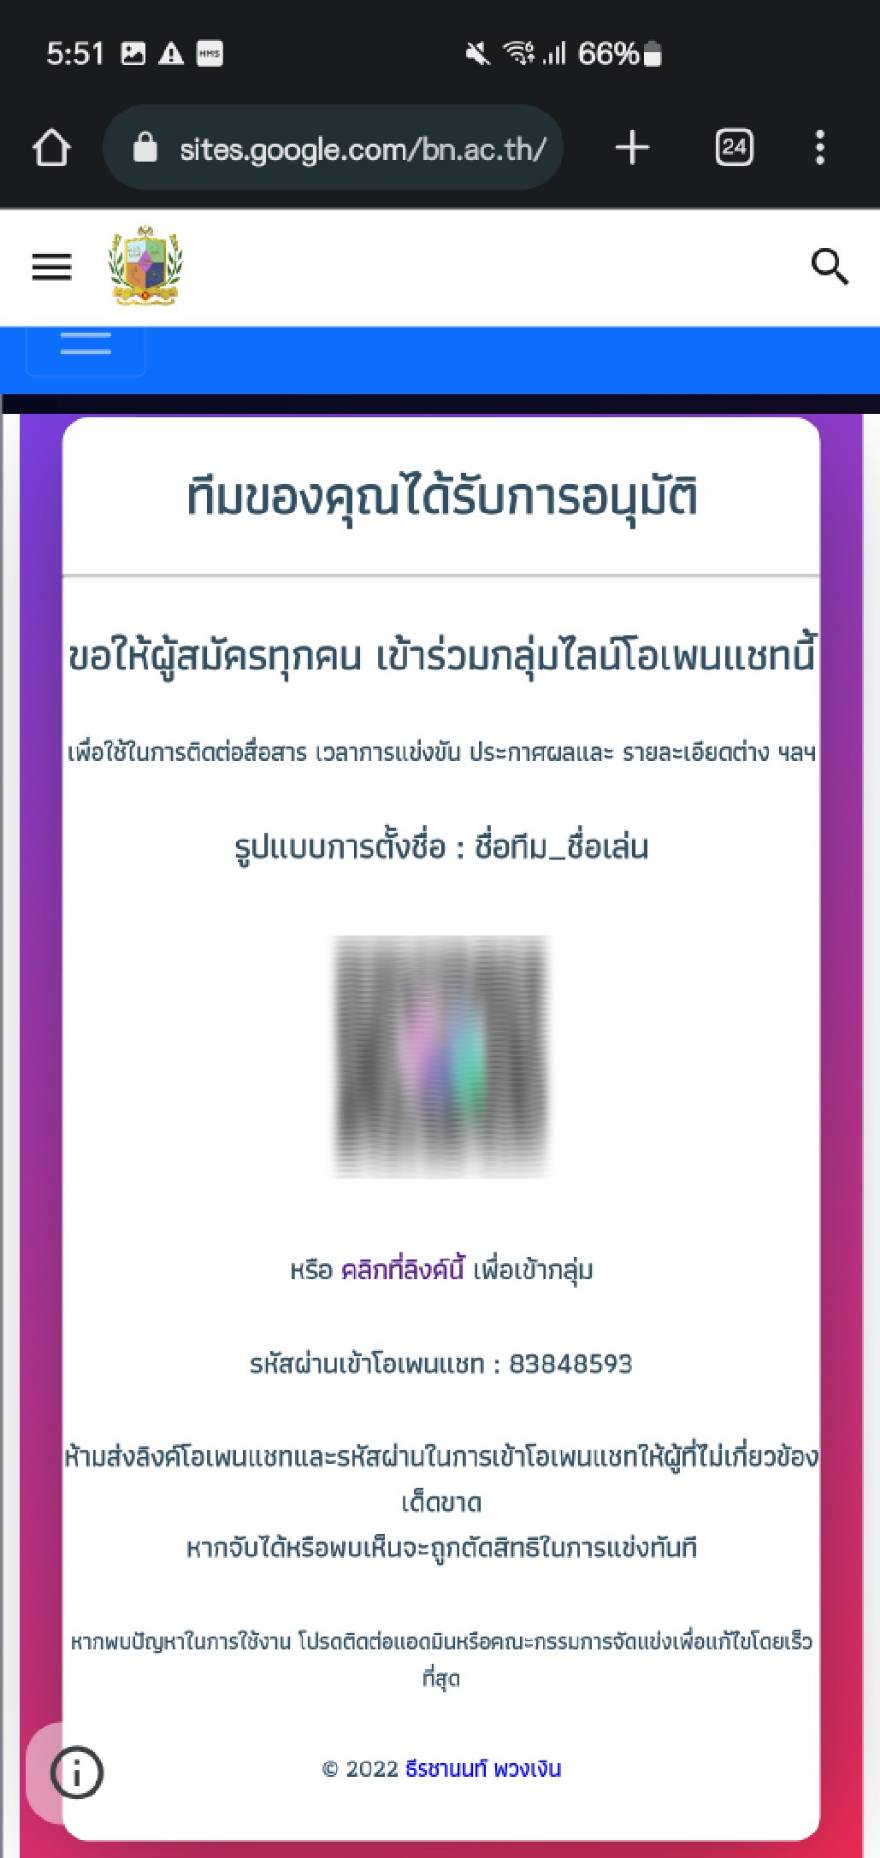 5:51
HMS
66%
sites.google.com/bn.ac.th/
24
ทีมของคุณได้รับการอนุมัติ
ขอให้ผู้สมัครทุกคน เข้าร่วมกลุ่มไลน์โอเพนแชทนี้
เพื่อใช้ในการติดต่อสื่อสาร เวลาการแข่งขัน ประกาศผลและ รายละเอียดต่าง ฯลฯ
รูปแบบการตั้งชื่อ : ชื่อทีม_ชื่อเล่น
หรือ คลิกที่ลิงค์นี้ เพื่อเข้ากลุ่ม
รหัสผ่านเข้าโอเพนแชท : 83848593
ห้ามส่งลิงค์โอเพนแชทและรหัสผ่านในการเข้าโอเพนแชทให้ผู้ที่ไม่เกี่ยวข้อง
เด็ดขาด
หากจับได้หรือพบเห็นจะถูกตัดสิทธิในการแข่งทันที
หากพบปัญหาในการใช้งาน โปรดติดต่อแอดมินหรือคณะกรรมการจัดแข่งเพื่อแก้ไขโดยเร็ว
ที่สุด
© 2022 ธีรชานนท์ พวงเงิน